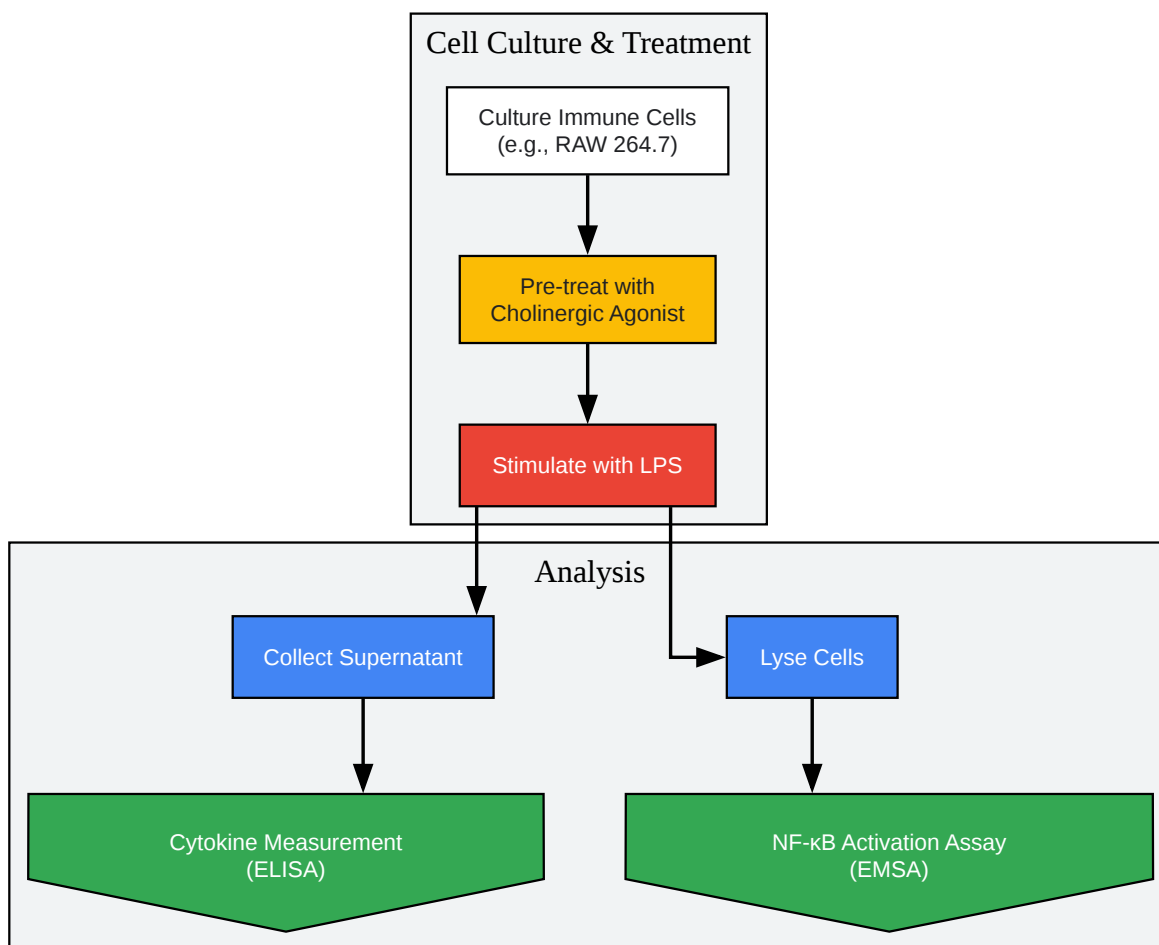 Cell Culture & Treatment
Culture Immune Cells
(e.g., RAW 264.7)
Pre-treat with
Cholinergic Agonist
Stimulate with LPS
Analysis
Collect Supernatant
Lyse Cells
Cytokine Measurement
(ELISA)
NF-κB Activation Assay
(EMSA)